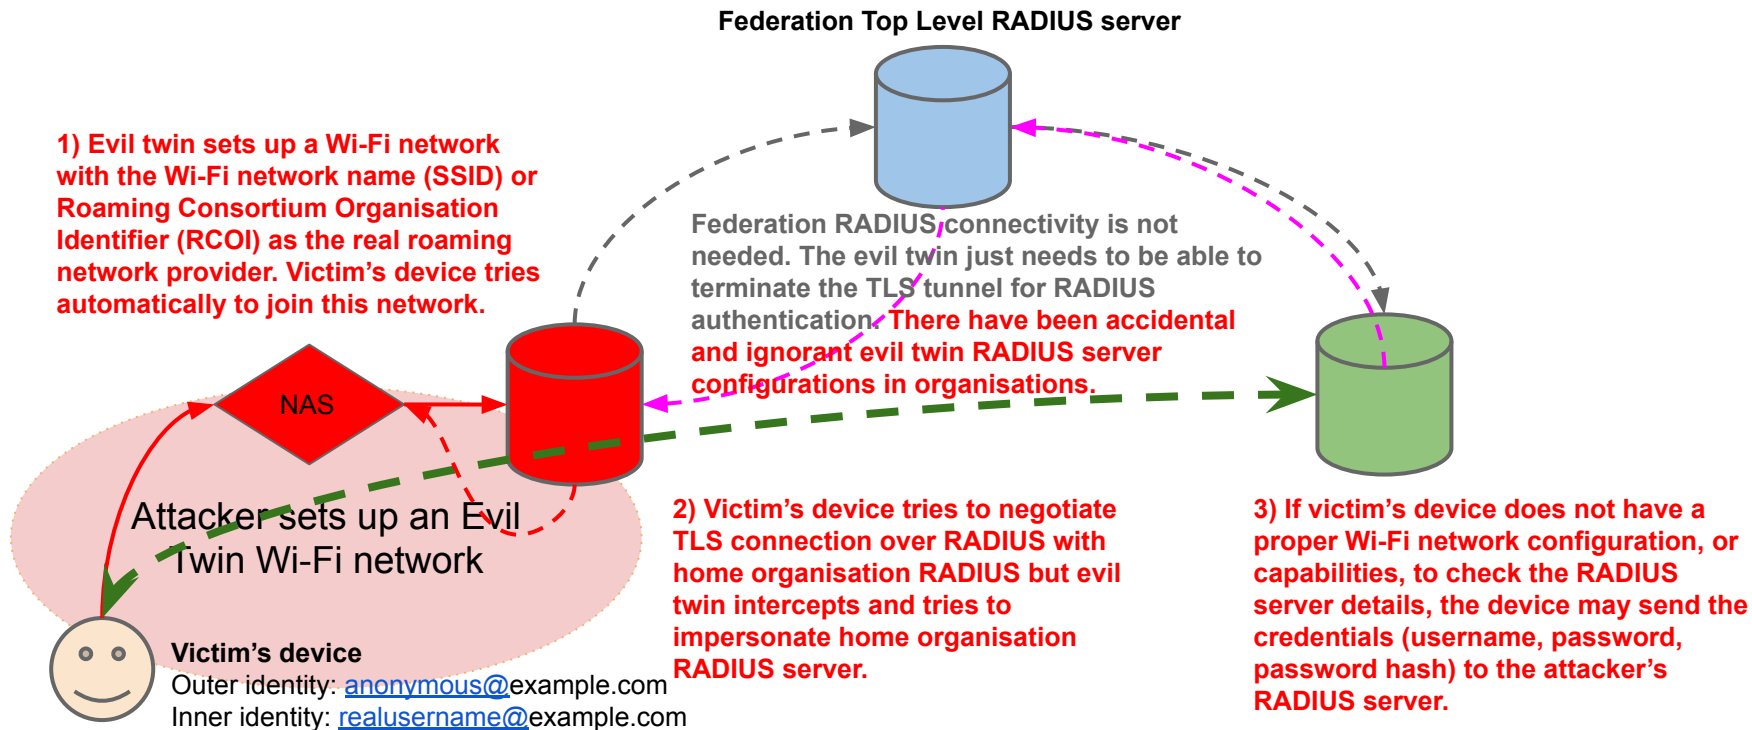 Federation Top Level RADIUS server
1) Evil twin sets up a Wi-Fi network
with the Wi-Fi network name (SSID) or
Roaming Consortium Organisation
Identifier (RCOI) as the real roaming
network provider. Victim’s device tries
automatically to join this network.
Federation RADIUS connectivity is not
needed. The evil twin just needs to be able to
terminate the TLS tunnel for RADIUS
authentication. There have been accidental
and ignorant evil twin RADIUS server
configurations in organisations.
NAS
Attacker sets up an Evil
Twin Wi-Fi network
2) Victim’s device tries to negotiate
TLS connection over RADIUS with
home organisation RADIUS but evil
twin intercepts and tries to
impersonate home organisation
RADIUS server.
3) If victim’s device does not have a
proper Wi-Fi network configuration, or
capabilities, to check the RADIUS
server details, the device may send the
credentials (username, password,
password hash) to the attacker’s
RADIUS server.
Victim’s device
Outer identity: anonymous@example.com
Inner identity: realusername@example.com